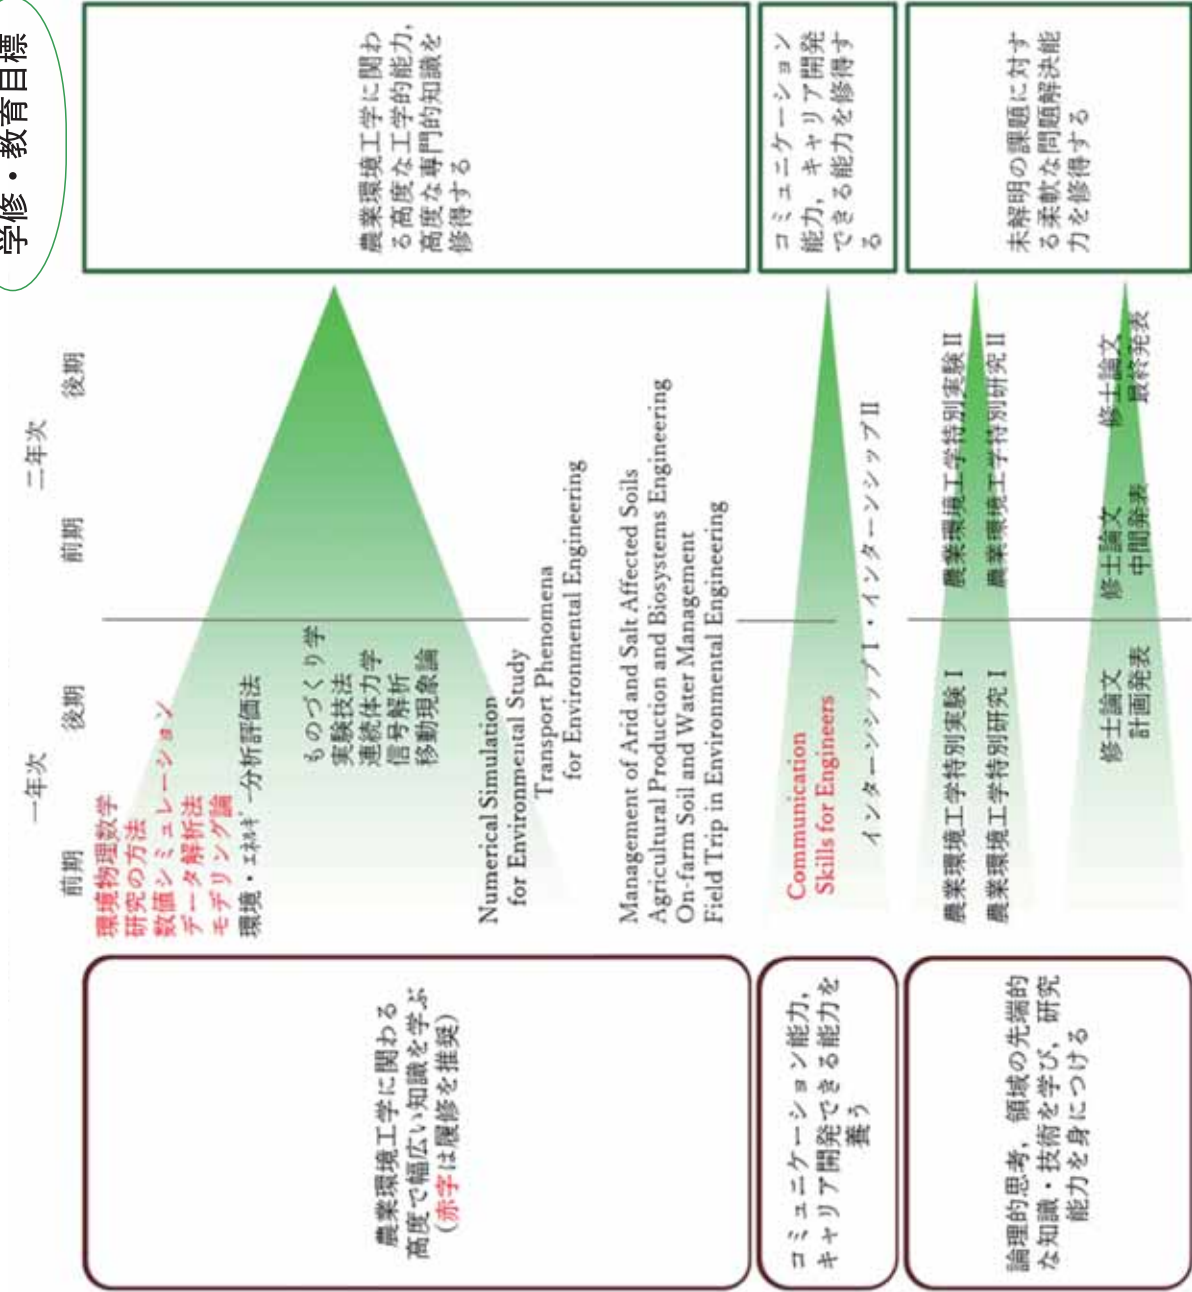 学修・教育目標
一年次
二年次
前期
後期
前期
後期
農業環境工学に関わる
高度で幅広い知識を学ぶ
(赤字は履修を推奨)
環境物理数学
研究の方法
数値シミュレーション
データ解析法
モデリング論
環境・エネルギー分析評価法
ものづくり学
実験技法
連続体力学
信号解析
移動現象論
Numerical Simulation
for Environmental Study
Transport Phenomena
for Environmental Engineering
Management of Arid and Salt Affected Soils
Agricultural Production and Biosystems Engineering
On-farm Soil and Water Management
Field Trip in Environmental Engineering
農業環境工学に関わ
る高度な工学的能力,
高度な専門的知識を
修得する
コミュニケーション能力,
キャリア開発できる能力を
養う
Communication
Skills for Engineers
インターンシップⅠ・インターンシップⅡ
コミュニケーション
能力, キャリア開発
できる能力を修得す
る
論理的思考, 領域の先端的
な知識・技術を学び, 研究
能力を身につける
農業環境工学特別実験Ⅰ
農業環境工学特別実験Ⅱ
農業環境工学特別研究Ⅰ
農業環境工学特別研究Ⅱ
修士論文
計画発表
修士論文
中間発表
修士論文
最終発表
未解明の課題に対す
る柔軟な問題解決能
力を修得する